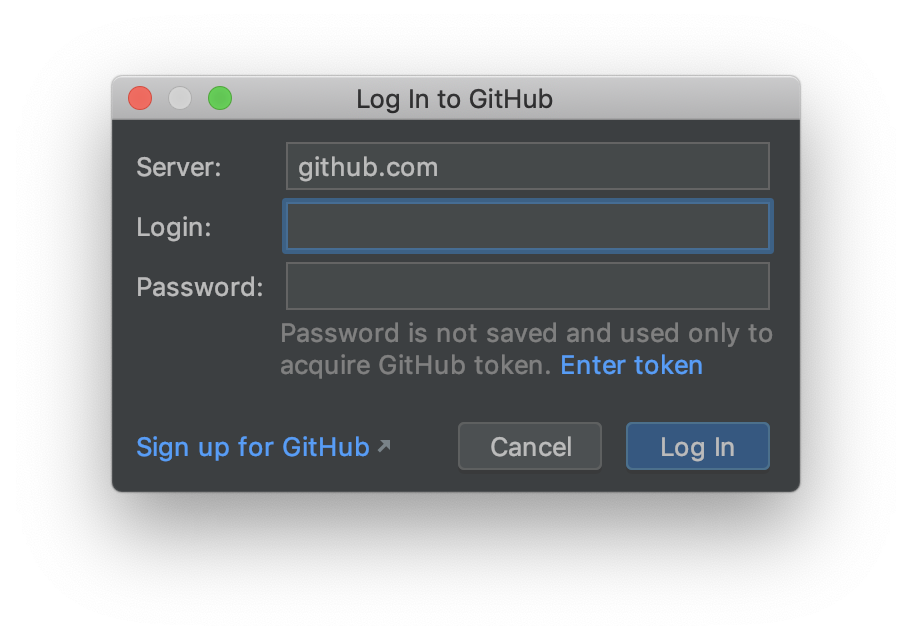 Log In to GitHub
Server: github.com
Login:
Password:
Password is not saved and used only to
acquire GitHub token. Enter token
Sign up for GitHub ↗ Cancel Log In